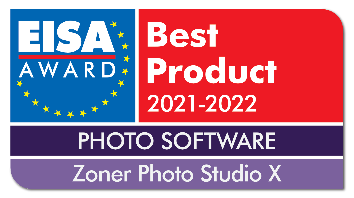 EISA
AWARD
Best
Product
2021-2022
PHOTO SOFTWARE
Zoner Photo Studio X